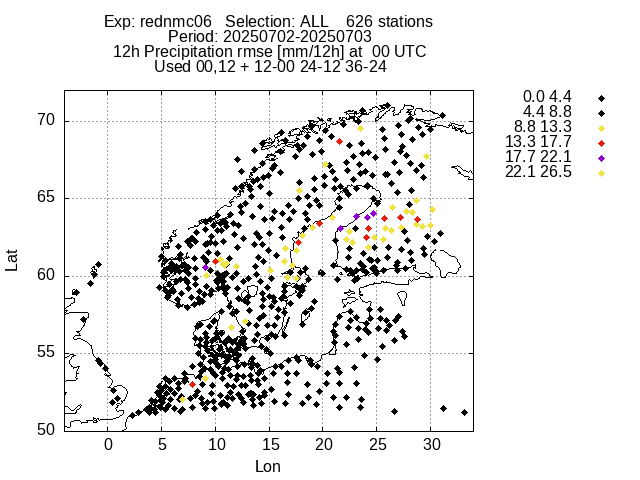 Exp: rednmc06 Selection: ALL 626 stations
Period: 20250702-20250703
12h Precipitation rmse [mm/12h] at 00 UTC
Used 00,12 + 12-00 24-12 36-24
0.0 4.4
4.4 8.8
8.8 13.3
13.3 17.7
17.7 22.1
22.1 26.5
70
65
Lat
60
55
50
0 5 10 15 20 25 30
Lon